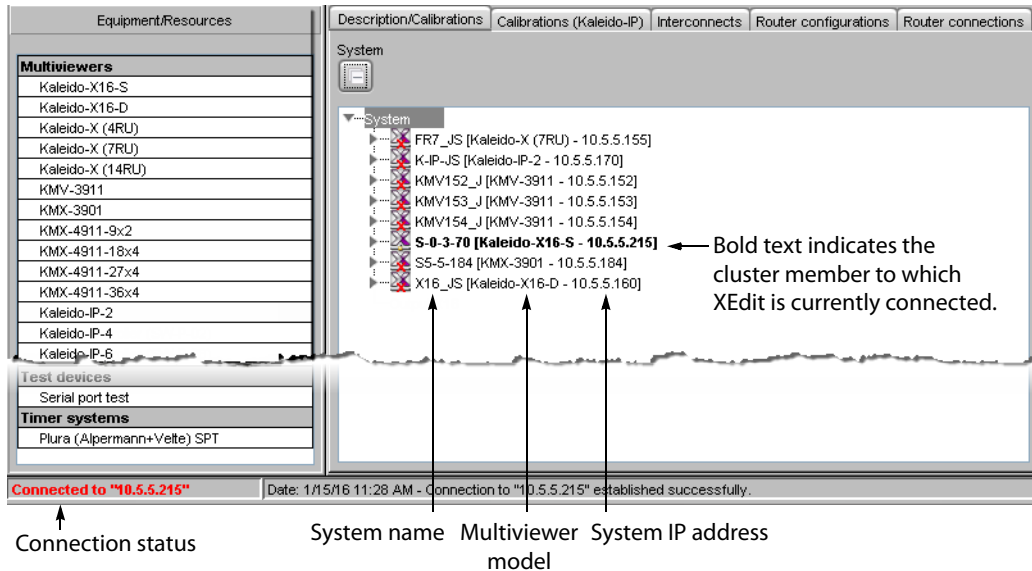 Equipment/Resources
Multiviewers
Kaleido-X16-S
Kaleido-X16-D
Kaleido-X (4RU)
Kaleido-X (7RU)
Kaleido-X (14RU)
KMV-3911
KMX-3901
KMX-4911-9x2
KMX-4911-18x4
KMX-4911-27x4
KMX-4911-36x4
Kaleido-IP-2
Kaleido-IP-4
Kaleido-IP-6
Test devices
Serial port test
Timer systems
Plura (Alpermann+Velte) SPT
Description/Calibrations Calibrations (Kaleido-IP) Interconnects Router configurations Router connections
System
System
FR7_JS [Kaleido-X (7RU) - 10.5.5.155]
K-IP-JS [Kaleido-IP-2 - 10.5.5.170]
KMV152_J [KMV-3911 - 10.5.5.152]
KMV153_J [KMV-3911 - 10.5.5.153]
KMV154_J [KMV-3911 - 10.5.5.154]
S-0-3-70 [Kaleido-X16-S - 10.5.5.215]
S5-5-184 [KMX-3901 - 10.5.5.184]
X16_JS [Kaleido-X16-D - 10.5.5.160]
Bold text indicates the
cluster member to which
XEdit is currently connected.
Connected to "10.5.5.215"
Date: 1/15/16 11:28 AM - Connection to "10.5.5.215" established successfully.
Connection status
System name
Multiviewer
model
System IP address